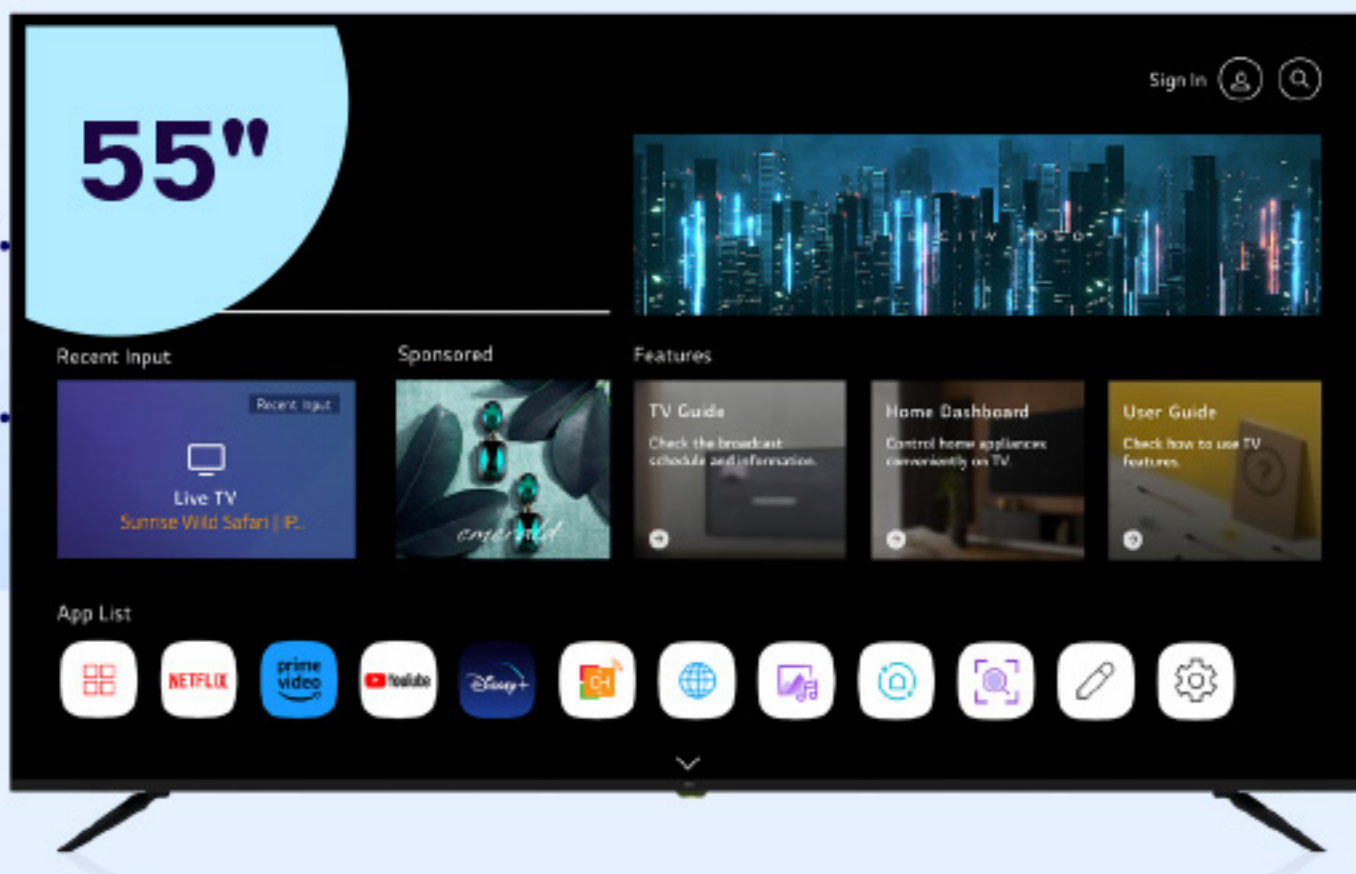 55"
Sign In
Recent Input
Sponsored
Features
Recent Input
Live TV
Sunrise Wild Safari | IP...
emerald
TV Guide
Check the broadcast
schedule and information.
Home Dashboard
Control home appliances
conveniently on TV.
User Guide
Check how to use TV
features.
?
App List
NETFLIX
prime
video
YouTube
Disney+
CH